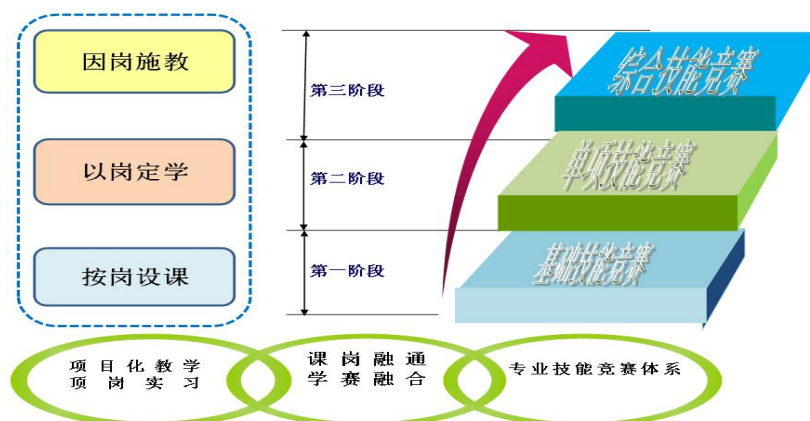 因岗施教
以岗定学
按岗设课
第三阶段
第二阶段
第一阶段
综合技能竞赛
单项技能竞赛
基础技能竞赛
项目化教学
顶岗实习
课岗融通
学赛融合
专业技能竞赛体系